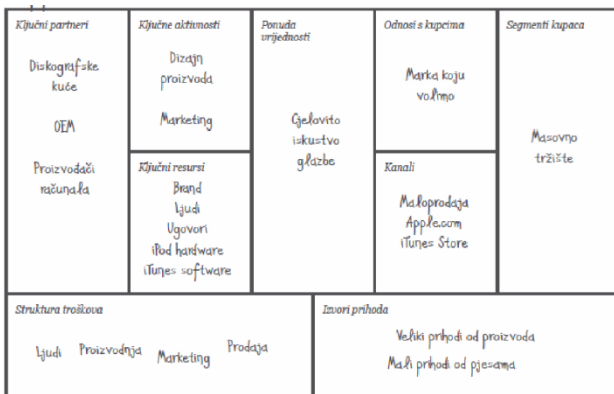 Ključni partneri
Diskografske
kuće
OEM
Proizvođači
računala
Ključne aktivnosti
Dizajn
proizvoda
Marketing
Ključni resursi
Brand
Ljudi
Ugovori
iPod hardware
iTunes software
Ponuda
vrijednosti
Cjelovito
iskustvo
glazbe
Odnosi s kupcima
Marka koju
volimo
Kanali
Maloprodaja
Apple.com
iTunes Store
Segmenti kupaca
Masovno
tržište
Struktura troškova
Ljudi Proizvodnja Marketing Prodaja
Izvori prihoda
Veliki prihodi od proizvoda
Mali prihodi od pjesama